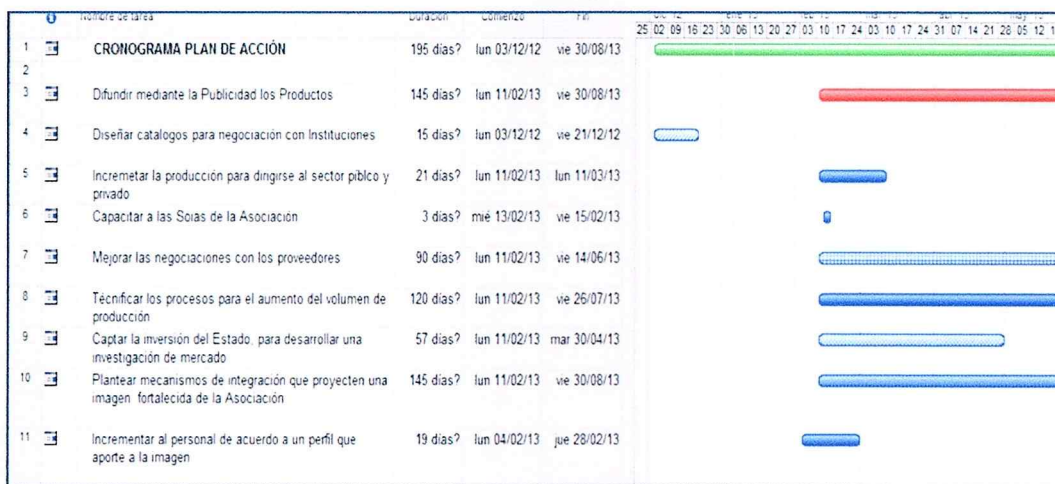 Nombre de tarea Duración Comienzo Fin
25 02 09 16 23 30 06 13 20 27 03 10 17 24 03 10 17 24 31 07 14 21 28 05 12
1 CRONOGRAMA PLAN DE ACCIÓN 195 días? lun 03/12/12 vie 30/08/13
2
3 Difundir mediante la Publicidad los Productos 145 días? lun 11/02/13 vie 30/08/13
4 Diseñar catalogos para negociación con Instituciones 15 días? lun 03/12/12 vie 21/12/12
5 Incremetar la producción para dirigirse al sector piblco y 21 días? lun 11/02/13 lun 11/03/13
privado
6 Capacitar a las Soias de la Asociación 3 días? mié 13/02/13 vie 15/02/13
7 Mejorar las negociaciones con los proveedores 90 días? lun 11/02/13 vie 14/06/13
8 Técnificar los procesos para el aumento del volumen de 120 días? lun 11/02/13 vie 26/07/13
producción
9 Captar la inversión del Estado, para desarrollar una 57 días? lun 11/02/13 mar 30/04/13
investigación de mercado
10 Plantear mecanismos de integración que proyecten una 145 días? lun 11/02/13 vie 30/08/13
imagen fortalecida de la Asociación
11 Incrementar al personal de acuerdo a un perfil que 19 días? lun 04/02/13 jue 28/02/13
aporte a la imagen